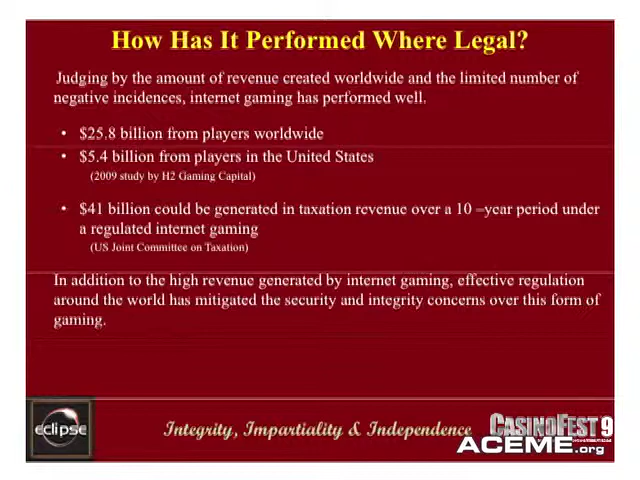 How Has It Performed Where Legal?
Judging by the amount of revenue created worldwide and the limited number of
negative incidences, internet gaming has performed well.
• $25.8 billion from players worldwide
• $5.4 billion from players in the United States
(2009 study by H2 Gaming Capital)
• $41 billion could be generated in taxation revenue over a 10 –year period under
a regulated internet gaming
(US Joint Committee on Taxation)
In addition to the high revenue generated by internet gaming, effective regulation
around the world has mitigated the security and integrity concerns over this form of
gaming.
eclipse
Integrity, Impartiality & Independence
CASINOFEST 9
ACEME.org